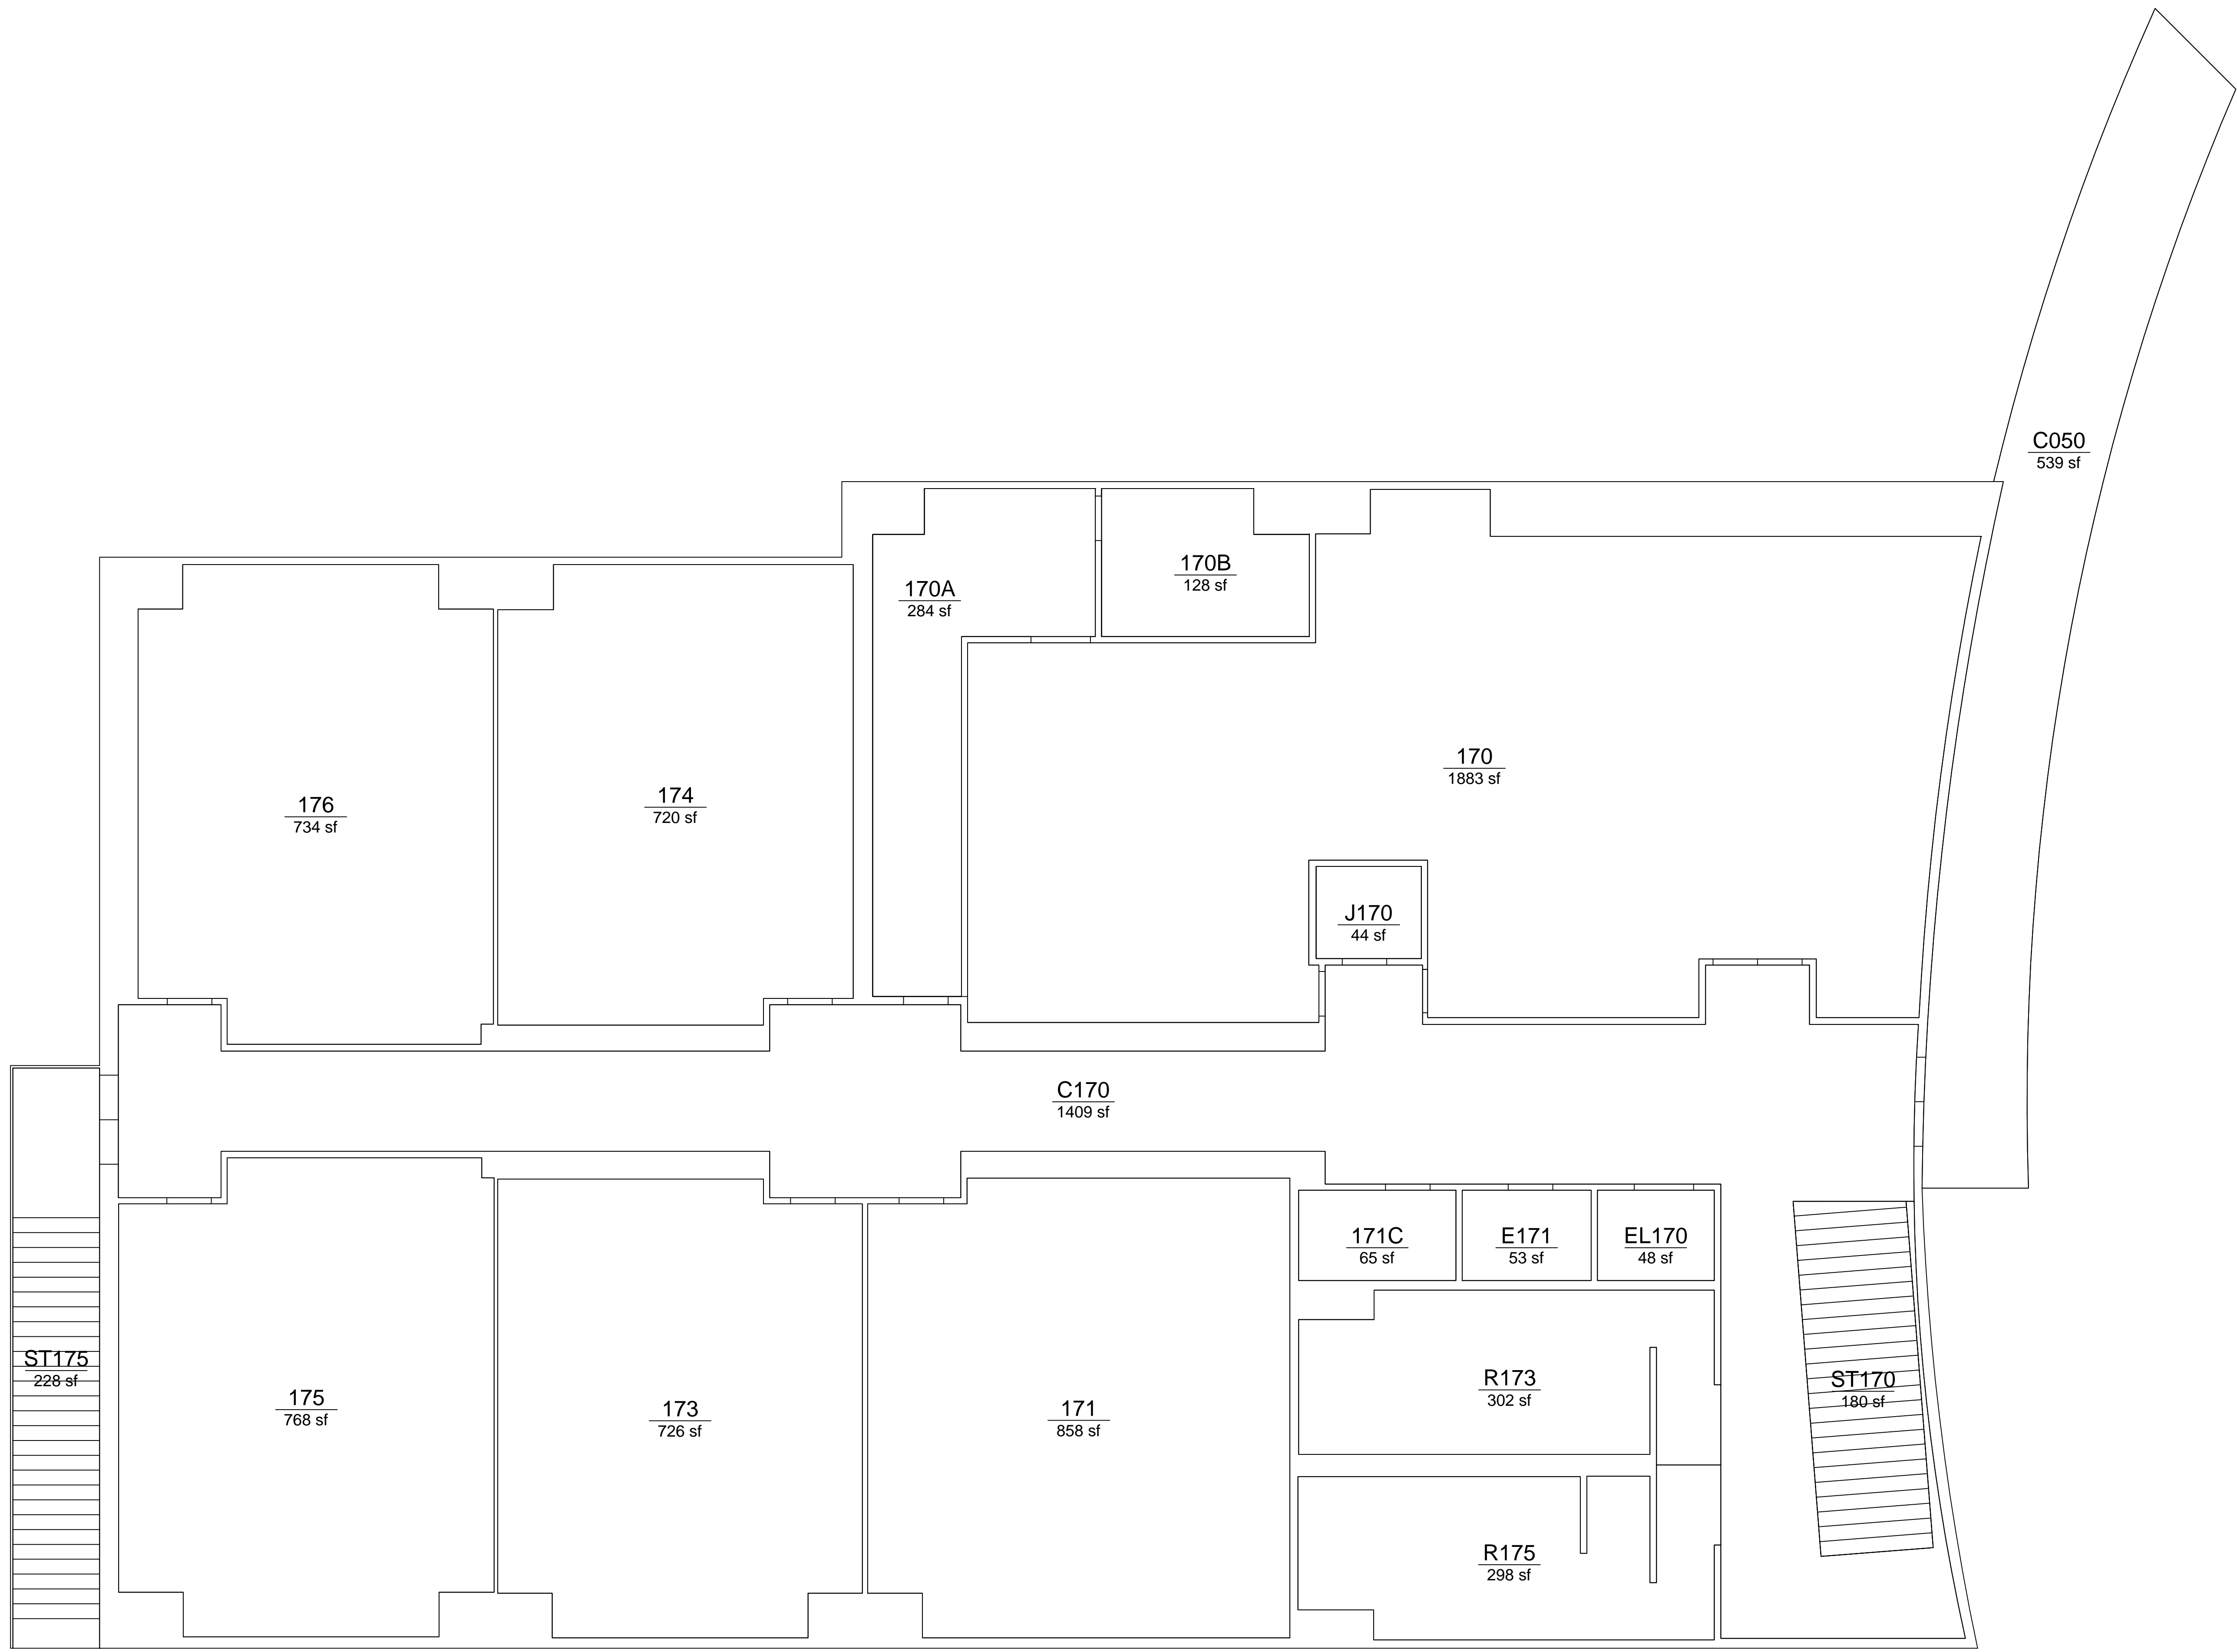 C050
539 sf
170B
128 sf
170A
284 sf
170
1883 sf
174
720 sf
176
734 sf
J170
44 sf
C170
1409 sf
171C
65 sf
E171
53 sf
EL170
48 sf
ST175
228 sf
R173
302 sf
ST170
180 sf
175
768 sf
173
726 sf
171
858 sf
R175
298 sf